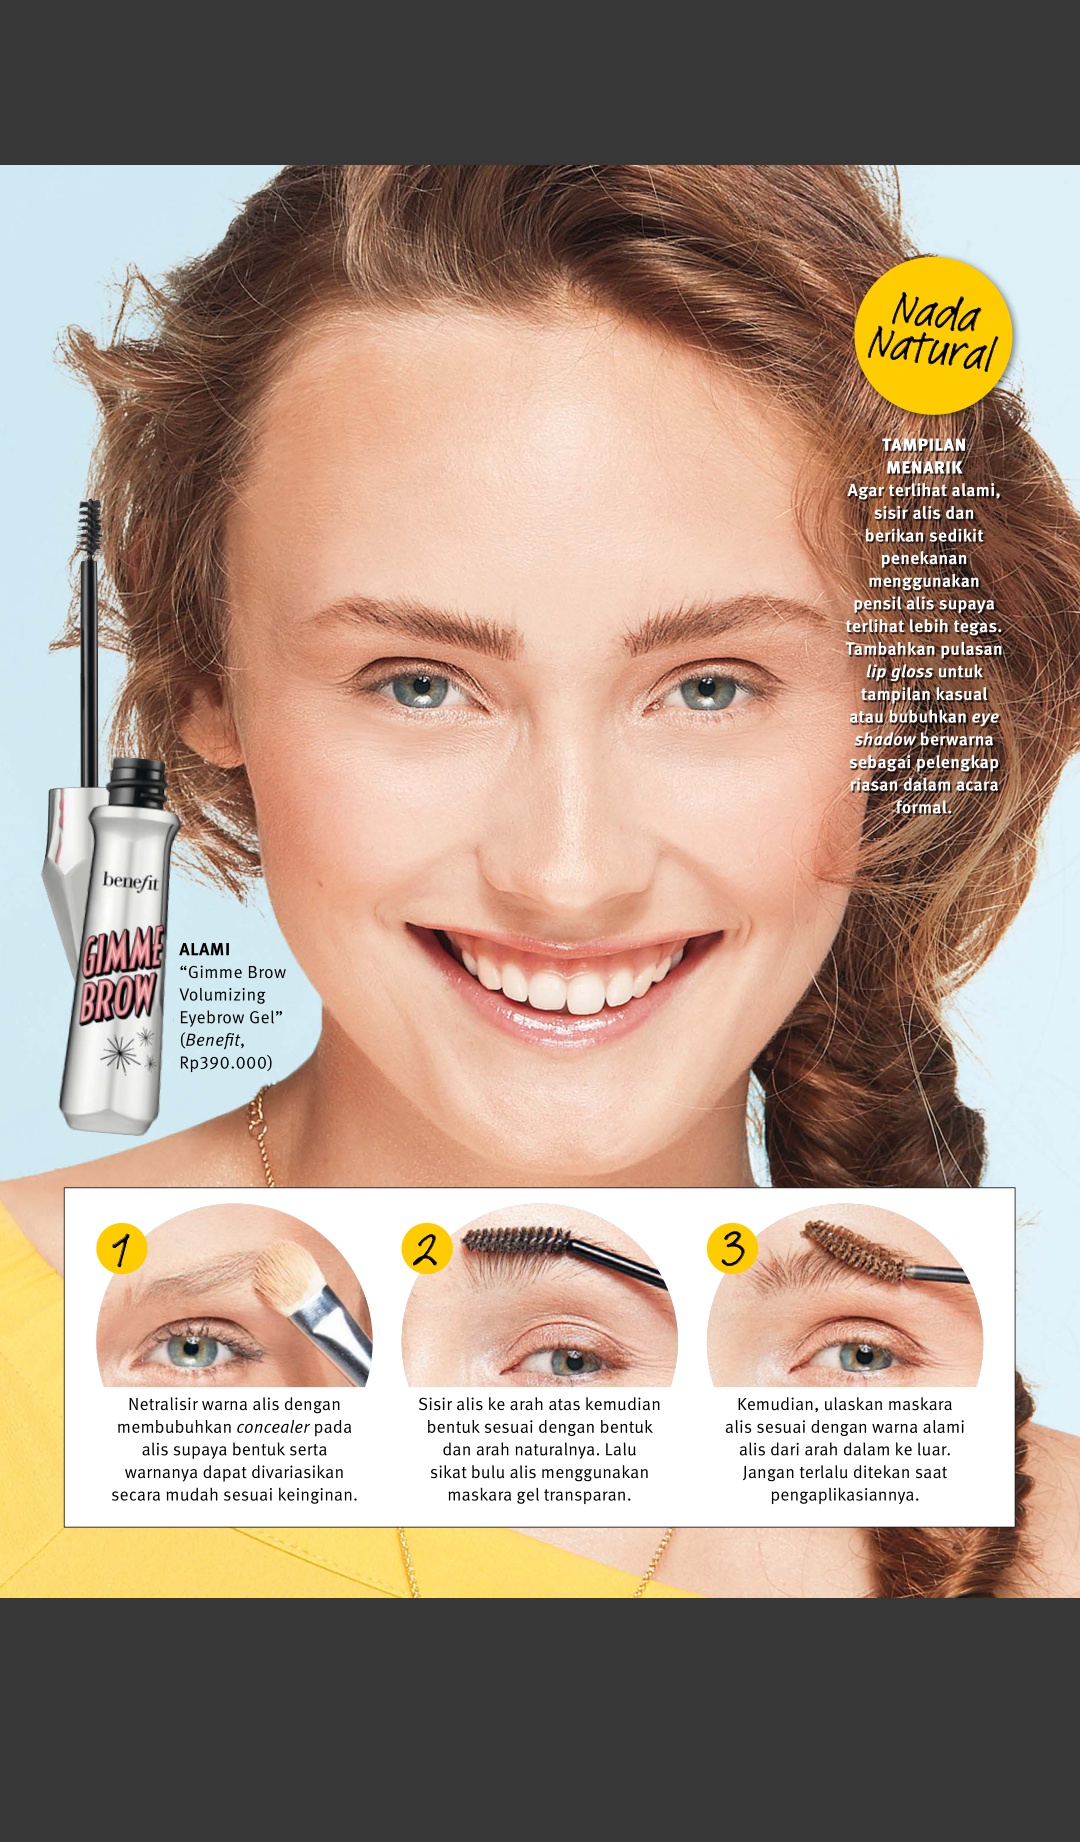 Nada
Natural
TAMPILAN
MENARIK
Agar terlihat alami,
sisir alis dan
berikan sedikit
penekanan
menggunakan
pensil alis supaya
terlihat lebih tegas.
Tambahkan pulasan
lip gloss untuk
tampilan kasual
atau bubuhkan eye
shadow berwarna
sebagai pelengkap
riasan dalam acara
formal.
benefit
GIMME
BROW
ALAMI
“Gimme Brow
Volumizing
Eyebrow Gel”
(Benefit,
Rp390.000)
1
Netralisir warna alis dengan
membubuhkan concealer pada
alis supaya bentuk serta
warnanya dapat divariasikan
secara mudah sesuai keinginan.
2
Sisir alis ke arah atas kemudian
bentuk sesuai dengan bentuk
dan arah naturalnya. Lalu
sikat bulu alis menggunakan
maskara gel transparan.
3
Kemudian, ulaskan maskara
alis sesuai dengan warna alami
alis dari arah dalam ke luar.
Jangan terlalu ditekan saat
pengaplikasiannya.